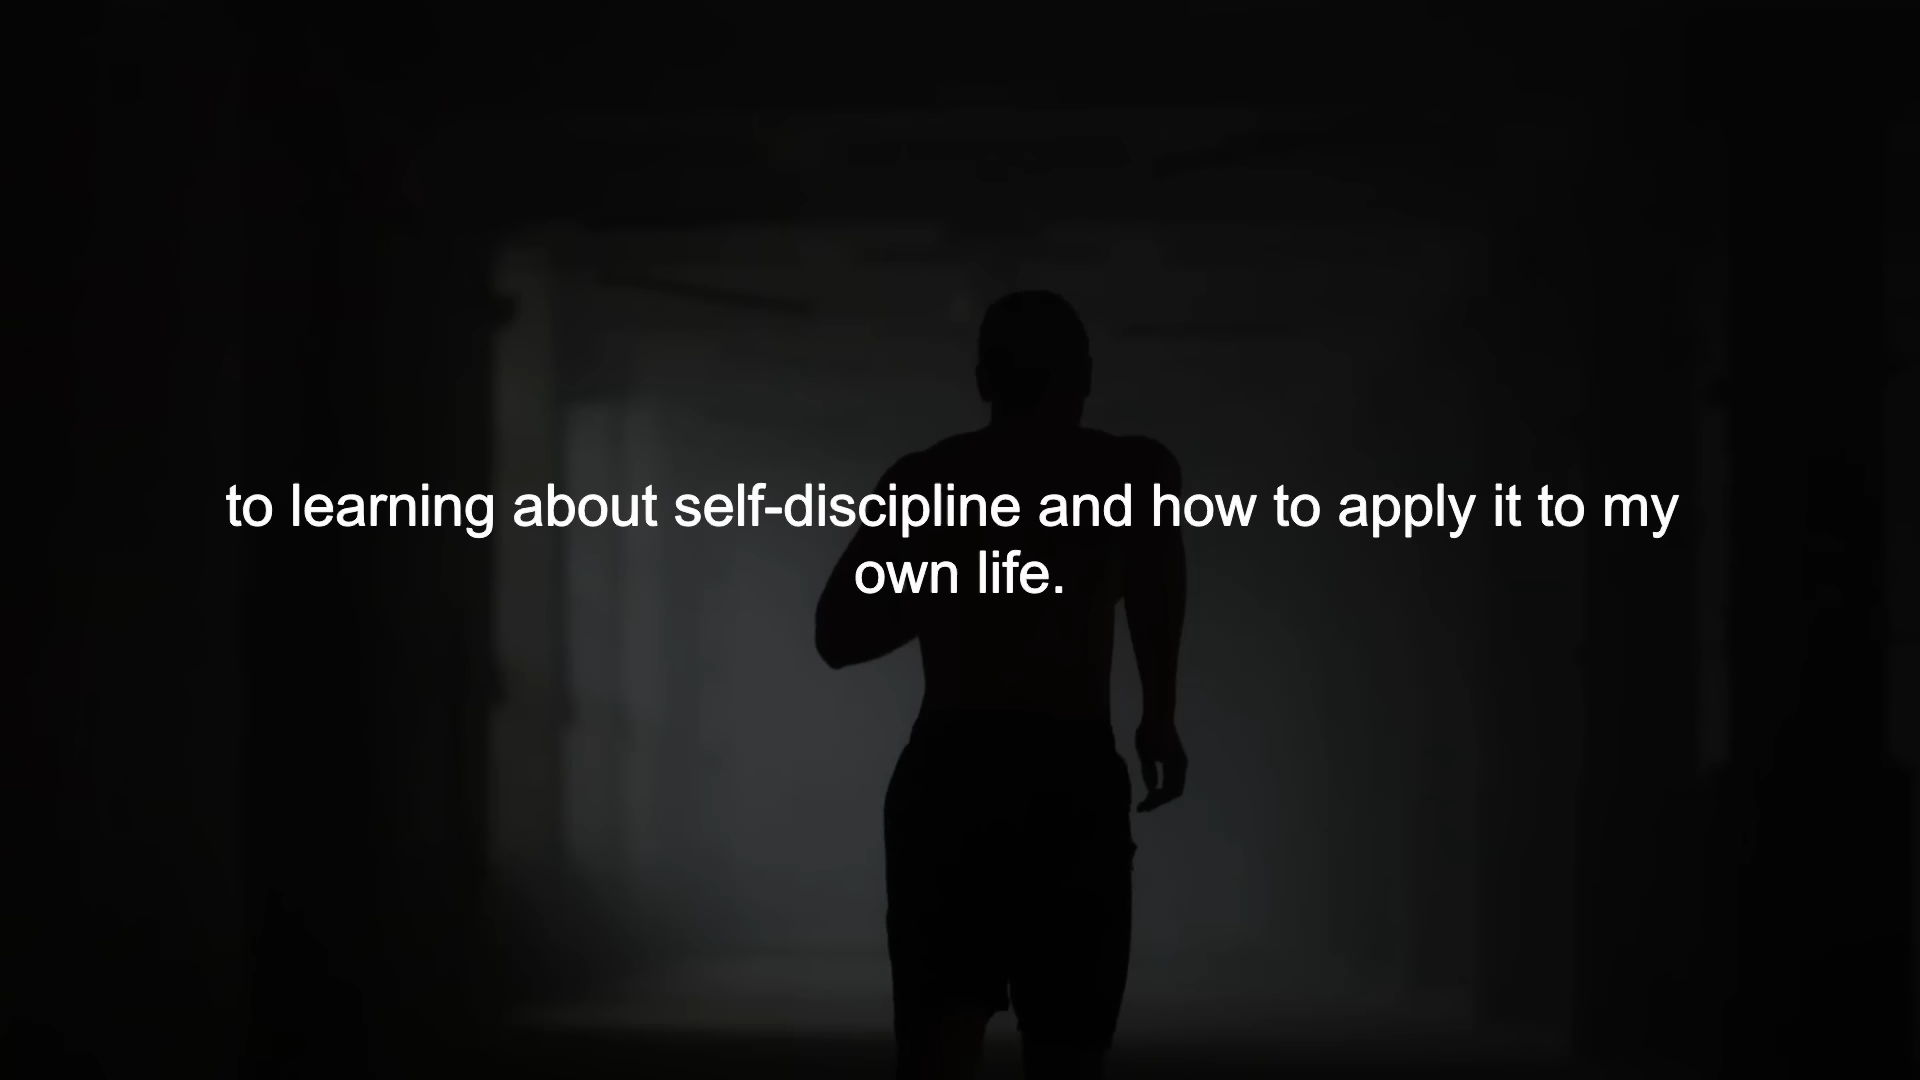 to learning about self-discipline and how to apply it to my
own life.